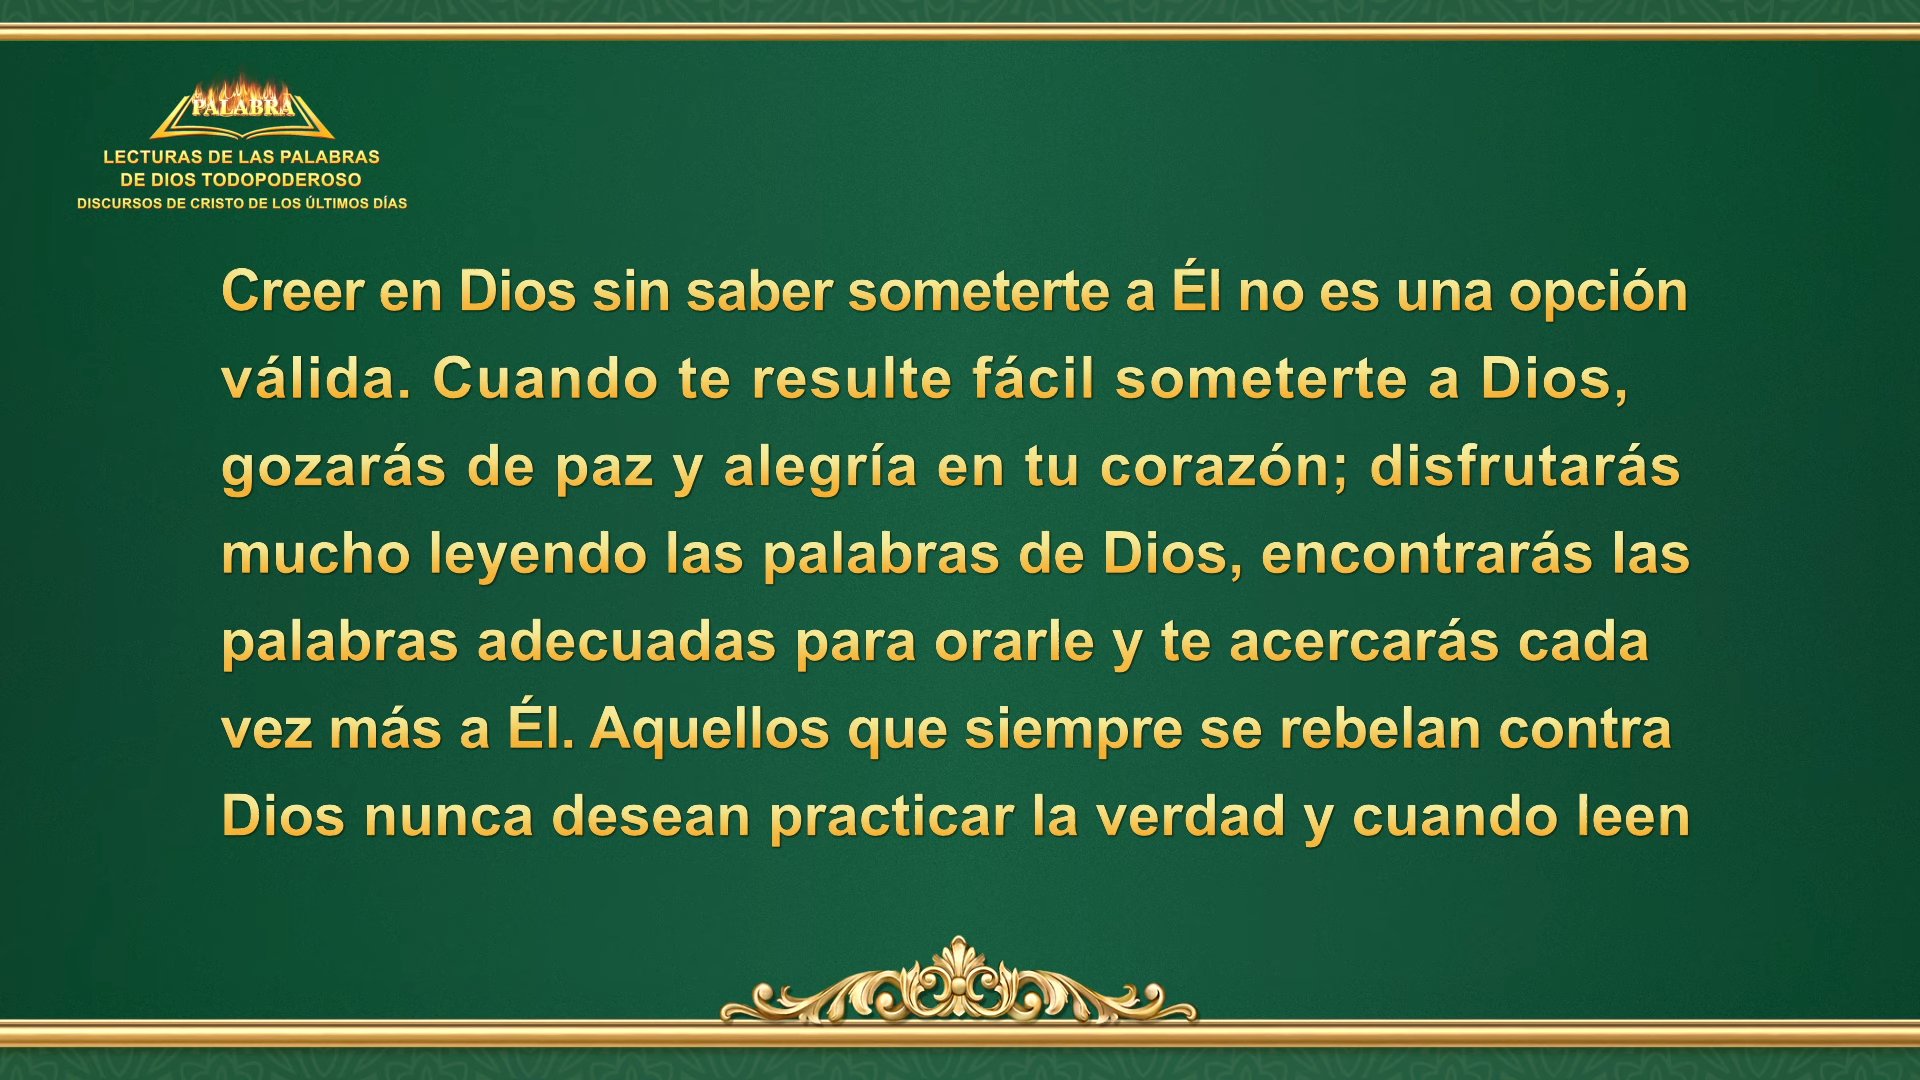 PALABRA
LECTURAS DE LAS PALABRAS
DE DIOS TODOPODEROSO
DISCURSOS DE CRISTO DE LOS ÚLTIMOS DÍAS
Creer en Dios sin saber someterte a Él no es una opción
válida. Cuando te resulte fácil someterte a Dios,
gozarás de paz y alegría en tu corazón; disfrutarás
mucho leyendo las palabras de Dios, encontrarás las
palabras adecuadas para orarle y te acercarás cada
vez más a Él. Aquellos que siempre se rebelan contra
Dios nunca desean practicar la verdad y cuando leen